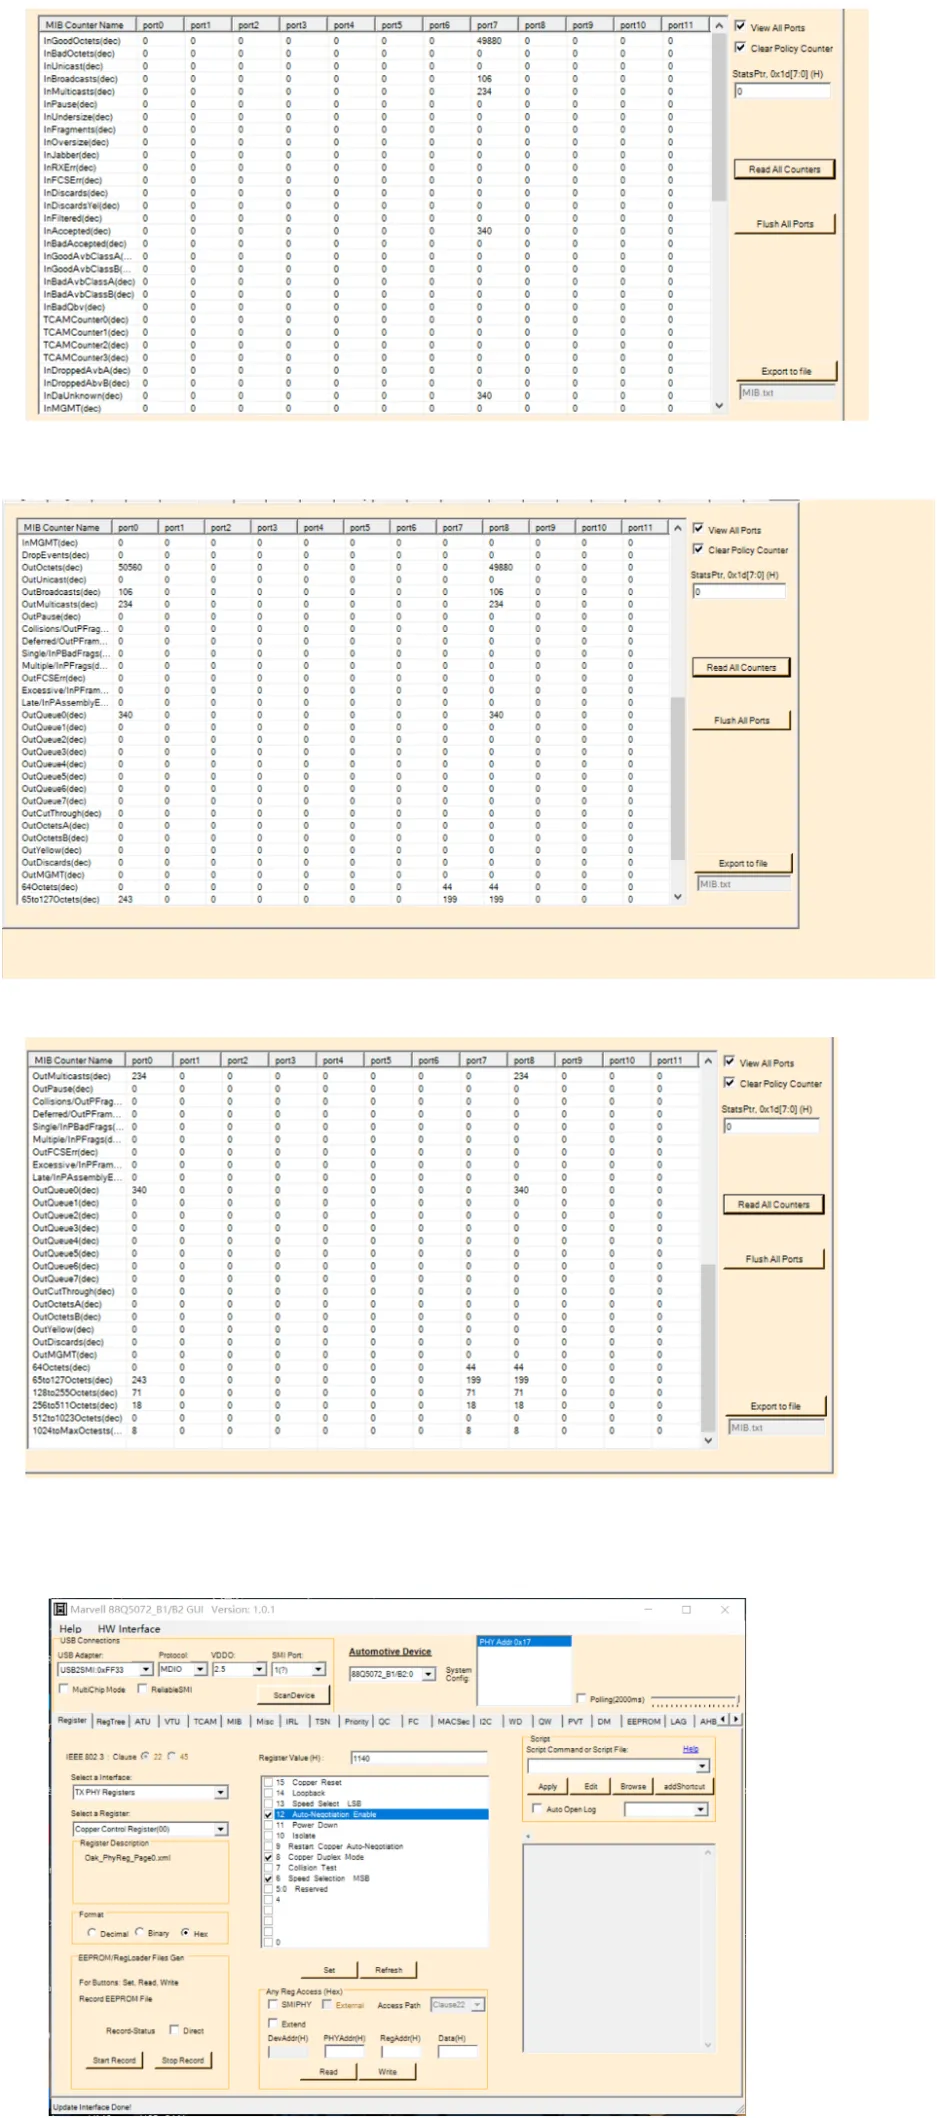 MIB Counter Name port0 port1 port2 port3 port4 port5 port6 port7 port8 port9 port10 port11
InGoodOctets(dec) 0 0 0 0 0 0 0 49880 0 0 0 0
InBadOctets(dec) 0 0 0 0 0 0 0 0 0 0 0 0
InUnicast(dec) 0 0 0 0 0 0 0 0 0 0 0 0
InBroadcasts(dec) 0 0 0 0 0 0 0 106 0 0 0 0
InMulticasts(dec) 0 0 0 0 0 0 0 234 0 0 0 0
InPause(dec) 0 0 0 0 0 0 0 0 0 0 0 0
InUndersize(dec) 0 0 0 0 0 0 0 0 0 0 0 0
InFragments(dec) 0 0 0 0 0 0 0 0 0 0 0 0
InOversize(dec) 0 0 0 0 0 0 0 0 0 0 0 0
InJabber(dec) 0 0 0 0 0 0 0 0 0 0 0 0
InRXErr(dec) 0 0 0 0 0 0 0 0 0 0 0 0
InFCSErr(dec) 0 0 0 0 0 0 0 0 0 0 0 0
InDiscards(dec) 0 0 0 0 0 0 0 0 0 0 0 0
InDiscardsYel(dec) 0 0 0 0 0 0 0 0 0 0 0 0
InFiltered(dec) 0 0 0 0 0 0 0 0 0 0 0 0
InAccepted(dec) 0 0 0 0 0 0 0 340 0 0 0 0
InBadAccepted(dec) 0 0 0 0 0 0 0 0 0 0 0 0
InGoodAvbClassA(... 0 0 0 0 0 0 0 0 0 0 0 0
InGoodAvbClassB(... 0 0 0 0 0 0 0 0 0 0 0 0
InBadAvbClassA(dec) 0 0 0 0 0 0 0 0 0 0 0 0
InBadAvbClassB(dec) 0 0 0 0 0 0 0 0 0 0 0 0
InBadQbv(dec) 0 0 0 0 0 0 0 0 0 0 0 0
TCAMCounter0(dec) 0 0 0 0 0 0 0 0 0 0 0 0
TCAMCounter1(dec) 0 0 0 0 0 0 0 0 0 0 0 0
TCAMCounter2(dec) 0 0 0 0 0 0 0 0 0 0 0 0
TCAMCounter3(dec) 0 0 0 0 0 0 0 0 0 0 0 0
InDroppedAvbA(dec) 0 0 0 0 0 0 0 0 0 0 0 0
InDroppedAbvB(dec) 0 0 0 0 0 0 0 0 0 0 0 0
InDaUnknown(dec) 0 0 0 0 0 0 0 340 0 0 0 0
InMGMT(dec) 0 0 0 0 0 0 0 0 0 0 0 0
View All Ports
Clear Policy Counter
StatsPtr, 0x1d[7:0] (H)
0
Read All Counters
Flush All Ports
Export to file
MIB.txt
MIB Counter Name port0 port1 port2 port3 port4 port5 port6 port7 port8 port9 port10 port11
InMGMT(dec) 0 0 0 0 0 0 0 0 0 0 0 0
DropEvents(dec) 0 0 0 0 0 0 0 0 0 0 0 0
OutOctets(dec) 50560 0 0 0 0 0 0 0 49880 0 0 0
OutUnicast(dec) 0 0 0 0 0 0 0 0 0 0 0 0
OutBroadcasts(dec) 106 0 0 0 0 0 0 0 106 0 0 0
OutMulticasts(dec) 234 0 0 0 0 0 0 0 234 0 0 0
OutPause(dec) 0 0 0 0 0 0 0 0 0 0 0 0
Collisions/OutPFrag... 0 0 0 0 0 0 0 0 0 0 0 0
Deferred/OutPFram... 0 0 0 0 0 0 0 0 0 0 0 0
Single/InPBadFrags(... 0 0 0 0 0 0 0 0 0 0 0 0
Multiple/InPFrags(d... 0 0 0 0 0 0 0 0 0 0 0 0
OutFCSErr(dec) 0 0 0 0 0 0 0 0 0 0 0 0
Excessive/InPFram... 0 0 0 0 0 0 0 0 0 0 0 0
Late/InPAssemblyE... 0 0 0 0 0 0 0 0 0 0 0 0
OutQueue0(dec) 340 0 0 0 0 0 0 0 340 0 0 0
OutQueue1(dec) 0 0 0 0 0 0 0 0 0 0 0 0
OutQueue2(dec) 0 0 0 0 0 0 0 0 0 0 0 0
OutQueue3(dec) 0 0 0 0 0 0 0 0 0 0 0 0
OutQueue4(dec) 0 0 0 0 0 0 0 0 0 0 0 0
OutQueue5(dec) 0 0 0 0 0 0 0 0 0 0 0 0
OutQueue6(dec) 0 0 0 0 0 0 0 0 0 0 0 0
OutQueue7(dec) 0 0 0 0 0 0 0 0 0 0 0 0
OutCutThrough(dec) 0 0 0 0 0 0 0 0 0 0 0 0
OutOctetsA(dec) 0 0 0 0 0 0 0 0 0 0 0 0
OutOctetsB(dec) 0 0 0 0 0 0 0 0 0 0 0 0
OutYellow(dec) 0 0 0 0 0 0 0 0 0 0 0 0
OutDiscards(dec) 0 0 0 0 0 0 0 0 0 0 0 0
OutMGMT(dec) 0 0 0 0 0 0 0 0 0 0 0 0
64Octets(dec) 0 0 0 0 0 0 0 44 44 0 0 0
65to127Octets(dec) 243 0 0 0 0 0 0 199 199 0 0 0
View All Ports
Clear Policy Counter
StatsPtr, 0x1d[7:0] (H)
0
Read All Counters
Flush All Ports
Export to file
MIB.txt
MIB Counter Name port0 port1 port2 port3 port4 port5 port6 port7 port8 port9 port10 port11
OutMulticasts(dec) 234 0 0 0 0 0 0 0 234 0 0 0
OutPause(dec) 0 0 0 0 0 0 0 0 0 0 0 0
Collisions/OutPFrag... 0 0 0 0 0 0 0 0 0 0 0 0
Deferred/OutPFram... 0 0 0 0 0 0 0 0 0 0 0 0
Single/InPBadFrags(... 0 0 0 0 0 0 0 0 0 0 0 0
Multiple/InPFrags(d... 0 0 0 0 0 0 0 0 0 0 0 0
OutFCSErr(dec) 0 0 0 0 0 0 0 0 0 0 0 0
Excessive/InPFram... 0 0 0 0 0 0 0 0 0 0 0 0
Late/InPAssemblyE... 0 0 0 0 0 0 0 0 0 0 0 0
OutQueue0(dec) 340 0 0 0 0 0 0 0 340 0 0 0
OutQueue1(dec) 0 0 0 0 0 0 0 0 0 0 0 0
OutQueue2(dec) 0 0 0 0 0 0 0 0 0 0 0 0
OutQueue3(dec) 0 0 0 0 0 0 0 0 0 0 0 0
OutQueue4(dec) 0 0 0 0 0 0 0 0 0 0 0 0
OutQueue5(dec) 0 0 0 0 0 0 0 0 0 0 0 0
OutQueue6(dec) 0 0 0 0 0 0 0 0 0 0 0 0
OutQueue7(dec) 0 0 0 0 0 0 0 0 0 0 0 0
OutCutThrough(dec) 0 0 0 0 0 0 0 0 0 0 0 0
OutOctetsA(dec) 0 0 0 0 0 0 0 0 0 0 0 0
OutOctetsB(dec) 0 0 0 0 0 0 0 0 0 0 0 0
OutYellow(dec) 0 0 0 0 0 0 0 0 0 0 0 0
OutDiscards(dec) 0 0 0 0 0 0 0 0 0 0 0 0
OutMGMT(dec) 0 0 0 0 0 0 0 0 0 0 0 0
64Octets(dec) 0 0 0 0 0 0 0 44 44 0 0 0
65to127Octets(dec) 243 0 0 0 0 0 0 199 199 0 0 0
128to255Octets(dec) 71 0 0 0 0 0 0 71 71 0 0 0
256to511Octets(dec) 18 0 0 0 0 0 0 18 18 0 0 0
512to1023Octets(dec) 0 0 0 0 0 0 0 0 0 0 0 0
1024toMaxOctests(... 8 0 0 0 0 0 0 8 8 0 0 0
View All Ports
Clear Policy Counter
StatsPtr, 0x1d[7:0] (H)
0
Read All Counters
Flush All Ports
Export to file
MIB.txt
Marvell 88Q5072_B1/B2 GUI Version: 1.0.1
Help HW Interface
USB Connections
USB Adapter: Protocol: VDDO: SMI Port:
USB2SMI:0xFF33 MDIO 2.5 1(?)
MultiChip Mode ReliableSMI ScanDevice
Automotive Device
88Q5072_B1/B2:0
System Config:
PHY Addr 0x17
Polling(2000ms)
Register RegTree ATU VTU TCAM MIB Misc IRL TSN Priority QC FC MACSec I2C WD QW PVT DM EEPROM LAG AHB
IEEE 802.3 : Clause 22 45
Select a Interface:
TX PHY Registers
Select a Register:
Copper Control Register(00)
Register Description
Oak_PhyReg_Page0.xml
Format
Decimal Binary Hex
EEPROM/RegLoader Files Gen
For Buttons: Set, Read, Write
Record EEPROM File
Record-Status Direct
Start Record Stop Record
Register Value (H) : 1140
15 Copper Reset
14 Loopback
13 Speed Select LSB
12 Auto-Negotiation Enable
11 Power Down
10 Isolate
9 Restart Copper Auto-Negotiation
8 Copper Duplex Mode
7 Collision Test
6 Speed Selection MSB
5:0 Reserved
4
0
Set Refresh
Any Reg Access (Hex)
SMIPHY External Access Path Clause22
Extend
DevAddr(H) PHYAddr(H) RegAddr(H) Data(H)
Read Write
Script
Script Command or Script File: Help
Apply Edit Browse addShortcut
Auto Open Log
Update Interface Done!